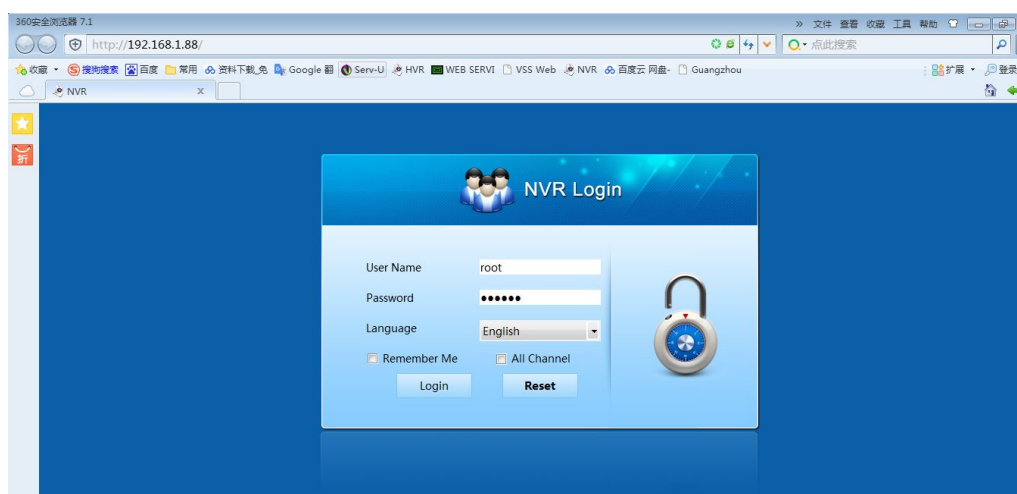 360安全浏览器 7.1
» 文件 查看 收藏 工具 帮助
http://192.168.1.88/
点此搜索
收藏 搜狗搜索 百度 常用 资料下载_免 Google 翻 Serv-U HVR WEB SERVI VSS Web NVR 百度云 网盘- Guangzhou 扩展 登录
NVR x
折
NVR Login
User Name root
Password ••••••
Language English
Remember Me All Channel
Login Reset